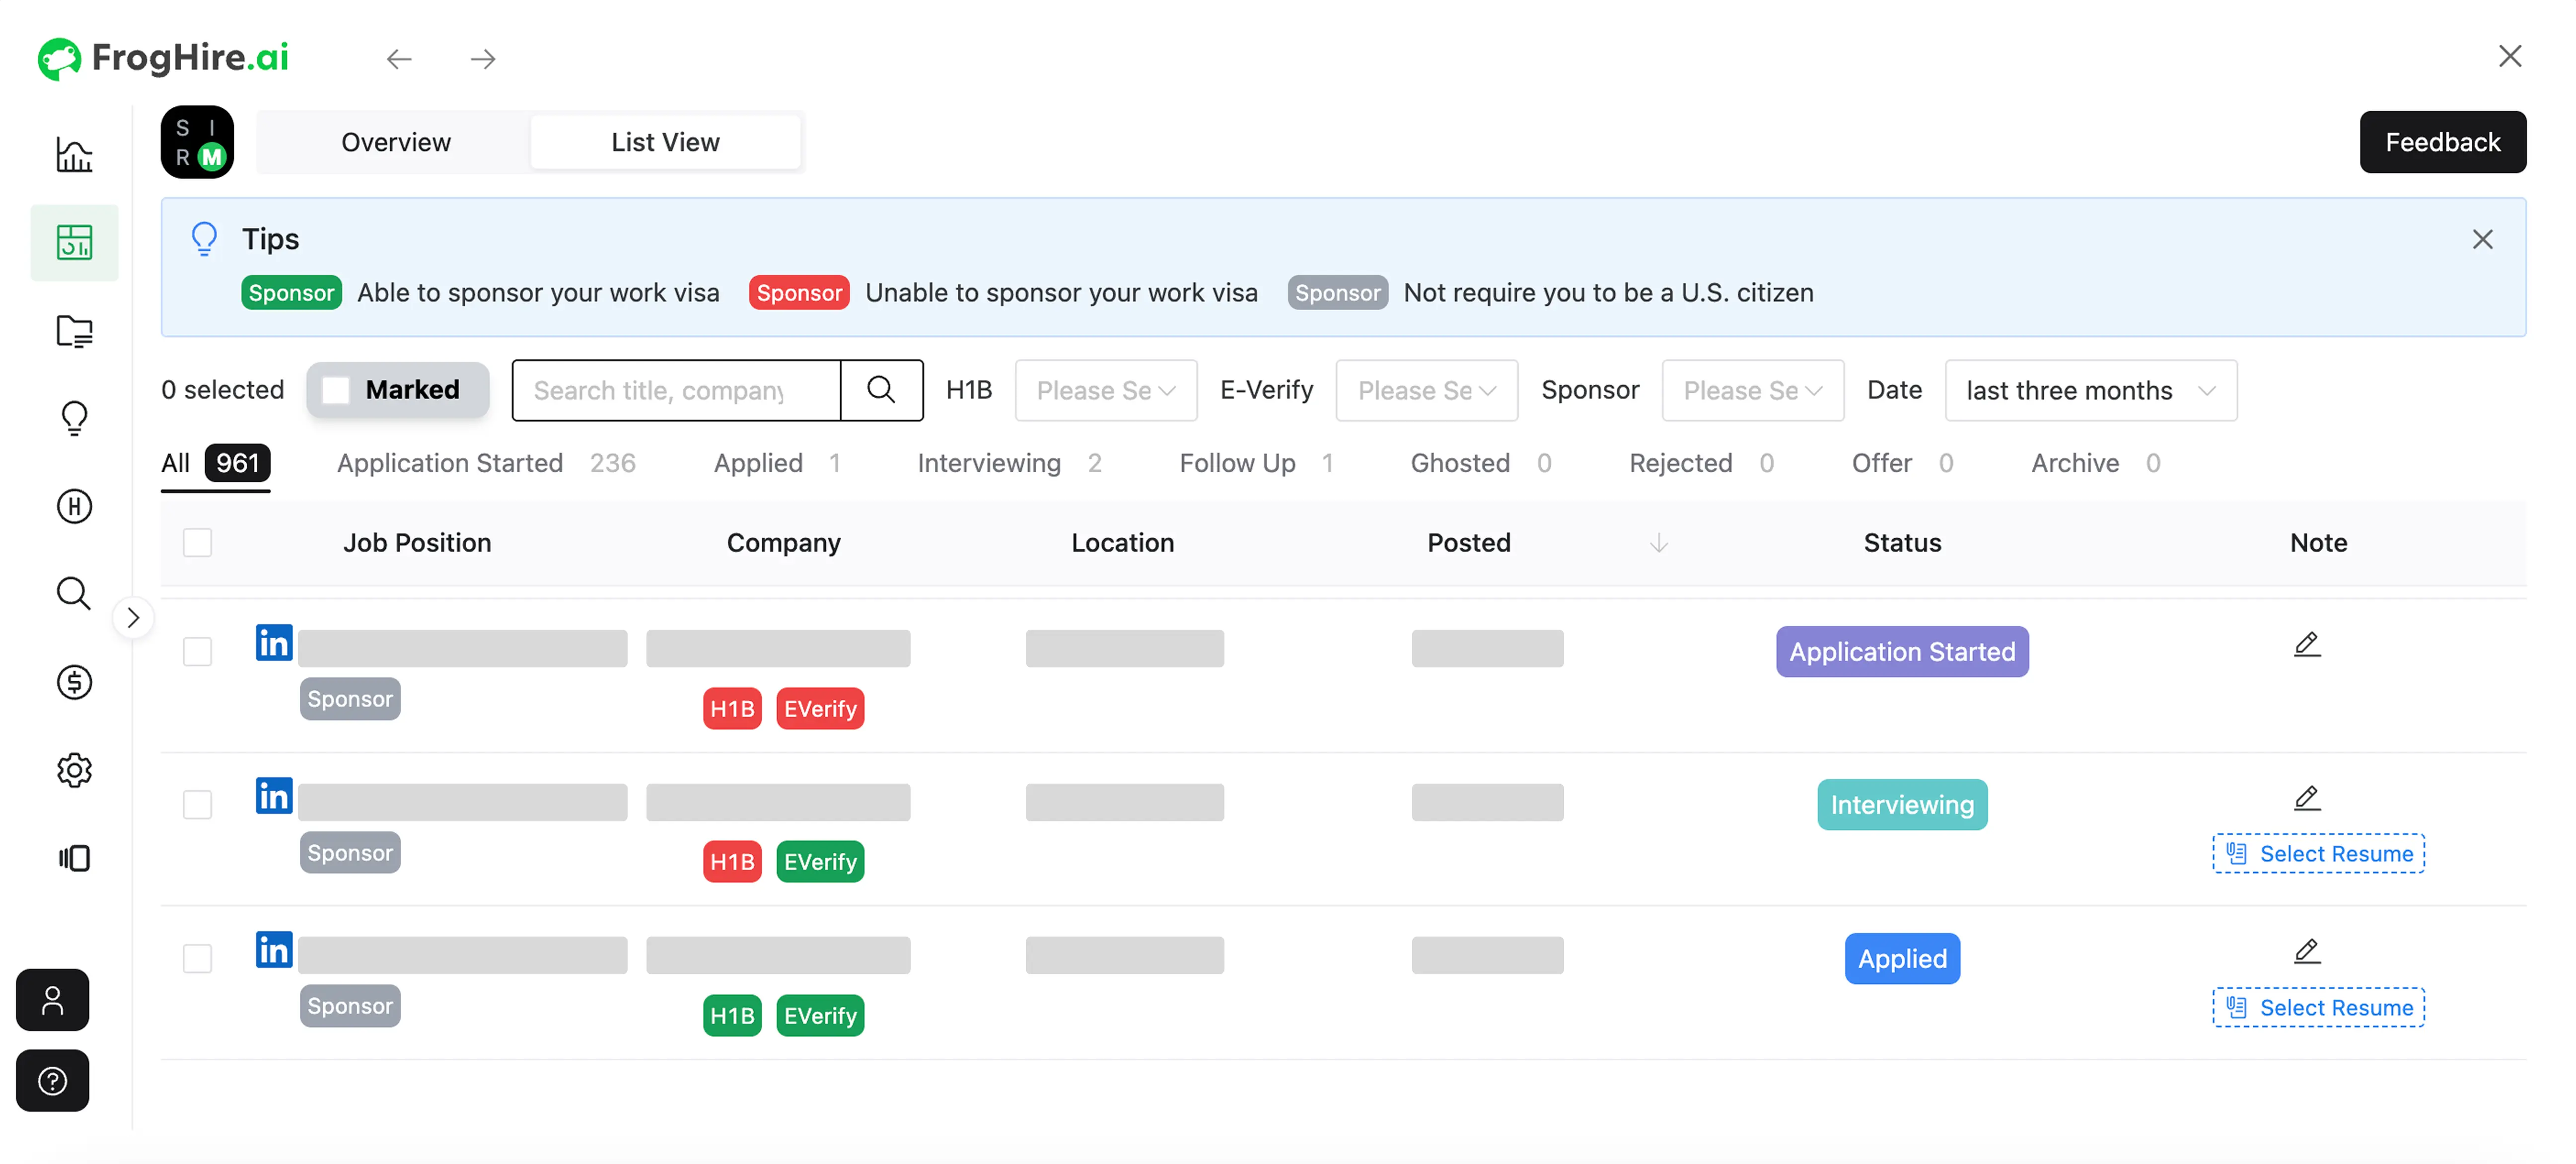 FrogHire.ai
S I
R M
Overview
List View
Feedback
Tips
Sponsor Able to sponsor your work visa Sponsor Unable to sponsor your work visa Sponsor Not require you to be a U.S. citizen
0 selected Marked Search title, company H1B Please Se E-Verify Please Se Sponsor Please Se Date last three months
All 961 Application Started 236 Applied 1 Interviewing 2 Follow Up 1 Ghosted 0 Rejected 0 Offer 0 Archive 0
Job Position Company Location Posted Status Note
in Application Started
Sponsor H1B EVerify
in Interviewing
Sponsor H1B EVerify Select Resume
in Applied
Sponsor H1B EVerify Select Resume